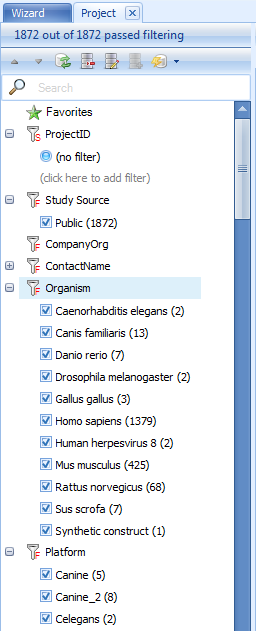 Wizard Project
1872 out of 1872 passed filtering
Search
Favorites
ProjectID
(no filter)
(click here to add filter)
Study Source
Public (1872)
CompanyOrg
ContactName
Organism
Caenorhabditis elegans (2)
Canis familiaris (13)
Danio rerio (7)
Drosophila melanogaster (2)
Gallus gallus (3)
Homo sapiens (1379)
Human herpesvirus 8 (2)
Mus musculus (425)
Rattus norvegicus (68)
Sus scrofa (7)
Synthetic construct (1)
Platform
Canine (5)
Canine_2 (8)
Celegans (2)